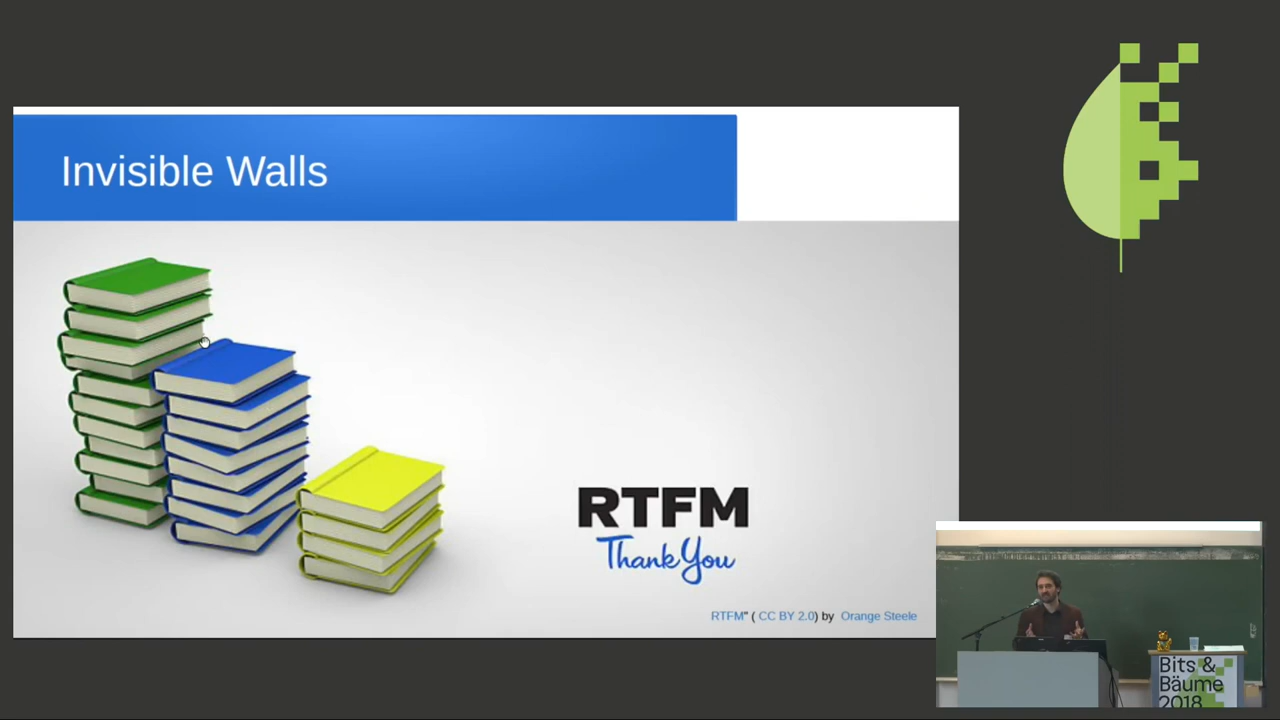 Invisible Walls
RTFM
Thank You
RTFM" ( CC BY 2.0) by Orange Steele
Bits &
Bäume
2018